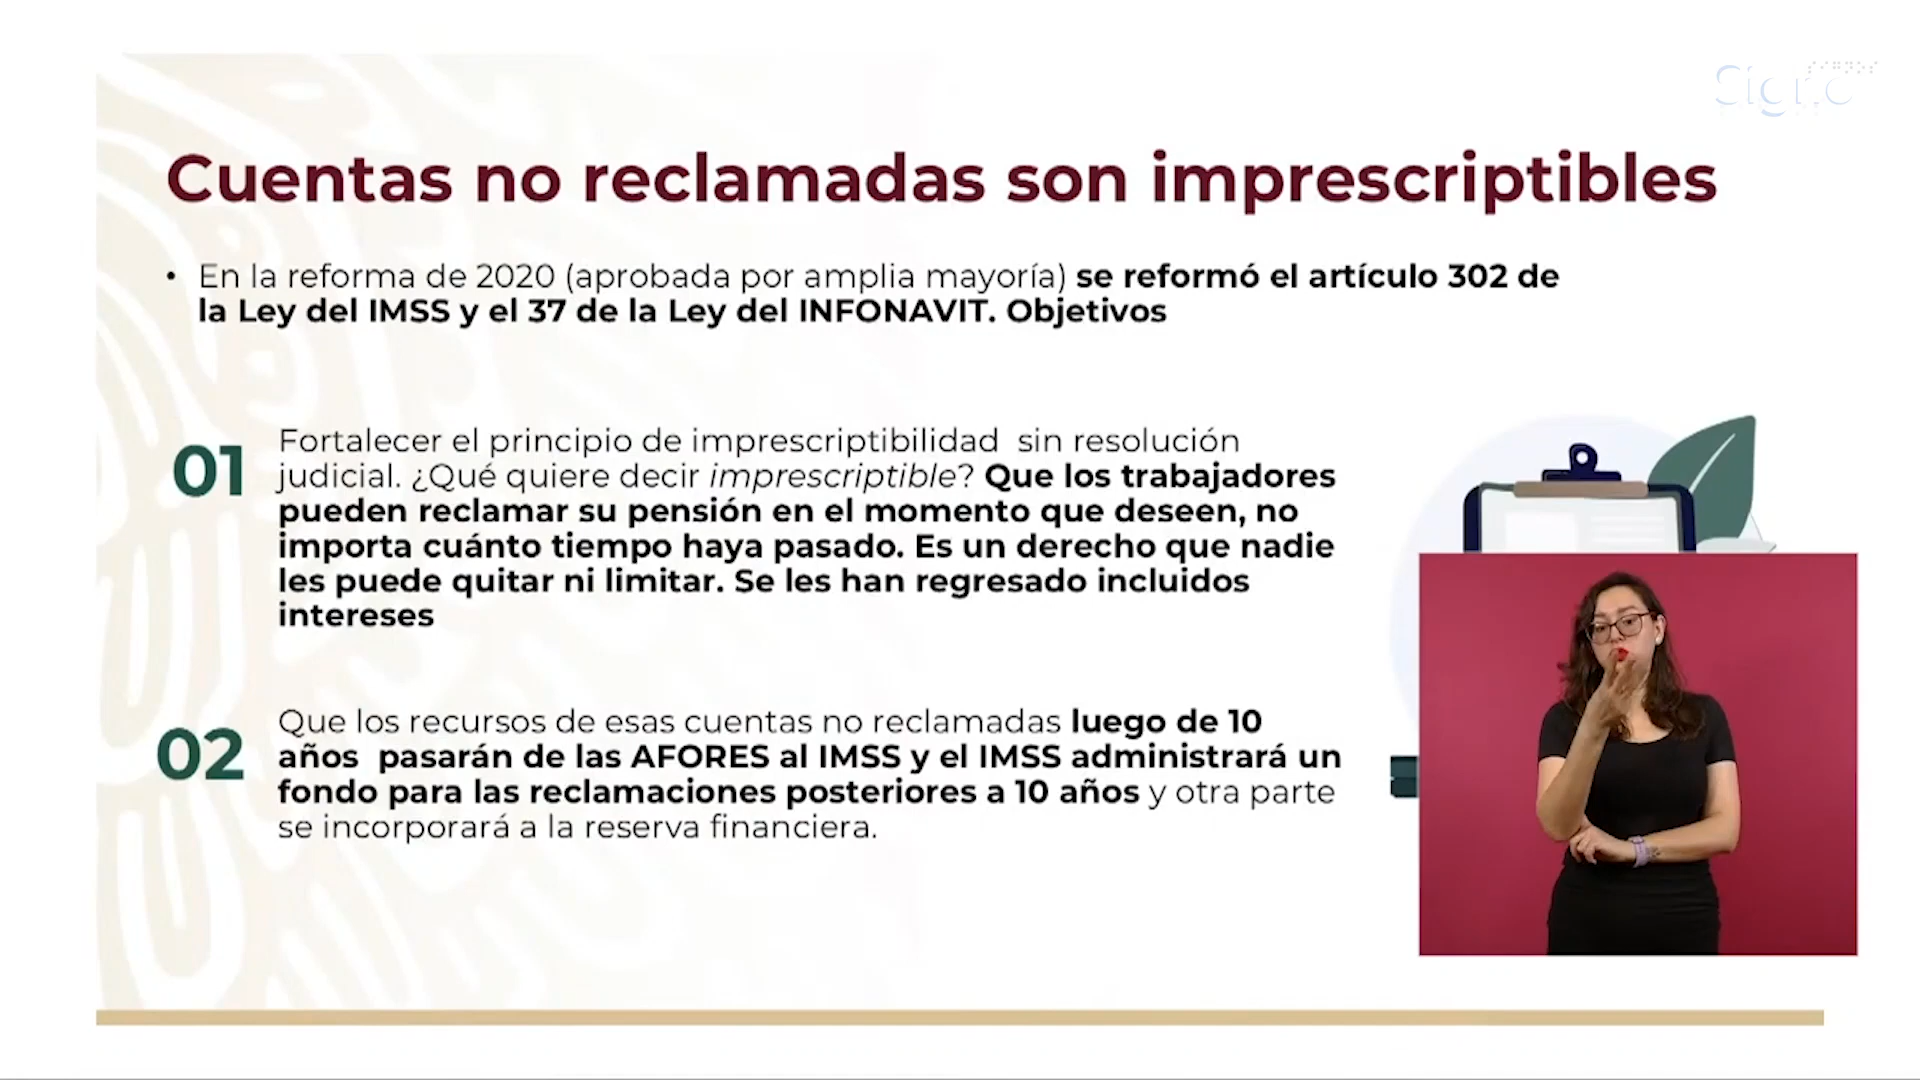 Cuentas no reclamadas son imprescriptibles
• En la reforma de 2020 (aprobada por amplia mayoría) se reformó el artículo 302 de
la Ley del IMSS y el 37 de la Ley del INFONAVIT. Objetivos
01
Fortalecer el principio de imprescriptibilidad sin resolución
judicial. ¿Qué quiere decir imprescriptible? Que los trabajadores
pueden reclamar su pensión en el momento que deseen, no
importa cuánto tiempo haya pasado. Es un derecho que nadie
les puede quitar ni limitar. Se les han regresado incluidos
intereses
02
Que los recursos de esas cuentas no reclamadas luego de 10
años pasarán de las AFORES al IMSS y el IMSS administrará un
fondo para las reclamaciones posteriores a 10 años y otra parte
se incorporará a la reserva financiera.